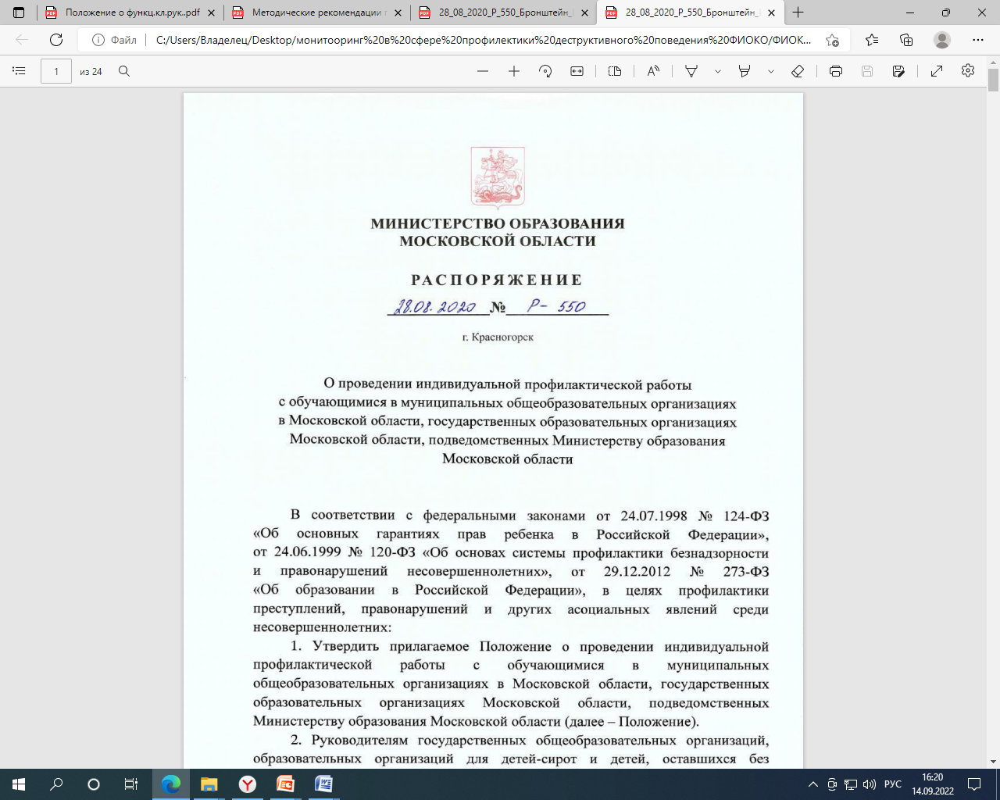 Положение о функц.кл.рук..pdf
Методические рекомендации
28_08_2020_Р_550_Бронштейн_
28_08_2020_Р_550_Бронштейн_
Файл
C:/Users/Владелец/Desktop/монитооринг%20в%20сфере%20профилектики%20деструктивного%20поведения%20ФИОКО/ФИОК...
1 из 24
МИНИСТЕРСТВО ОБРАЗОВАНИЯ
МОСКОВСКОЙ ОБЛАСТИ
РАСПОРЯЖЕНИЕ
28.08.2020 № Р- 550
г. Красногорск
О проведении индивидуальной профилактической работы
с обучающимися в муниципальных общеобразовательных организациях
в Московской области, государственных образовательных организациях
Московской области, подведомственных Министерству образования
Московской области
В соответствии с федеральными законами от 24.07.1998 № 124-ФЗ
«Об основных гарантиях прав ребенка в Российской Федерации»,
от 24.06.1999 № 120-ФЗ «Об основах системы профилактики безнадзорности
и правонарушений несовершеннолетних», от 29.12.2012 № 273-ФЗ
«Об образовании в Российской Федерации», в целях профилактики
преступлений, правонарушений и других асоциальных явлений среди
несовершеннолетних:
1. Утвердить прилагаемое Положение о проведении индивидуальной
профилактической работы с обучающимися в муниципальных
общеобразовательных организациях в Московской области, государственных
образовательных организациях Московской области, подведомственных
Министерству образования Московской области (далее – Положение).
2. Руководителям государственных общеобразовательных организаций,
образовательных организаций для детей-сирот и детей, оставшихся без
РУС
16:20
14.09.2022